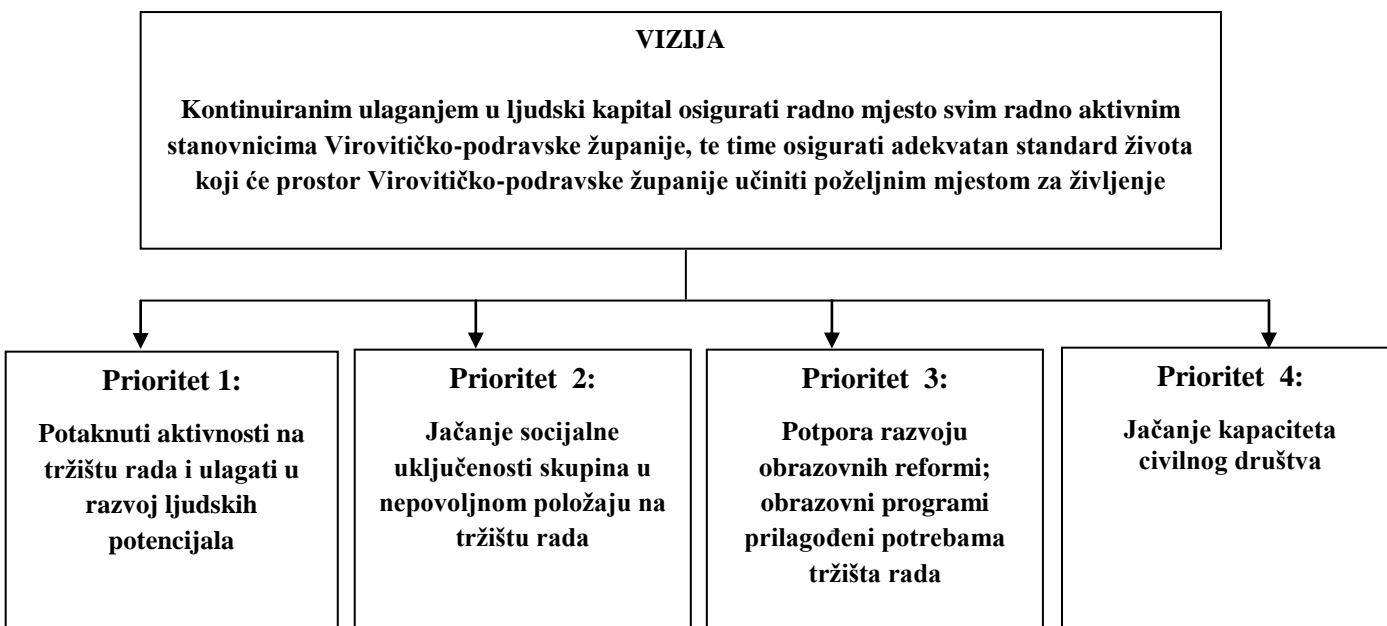 VIZIJA
Kontinuiranim ulaganjem u ljudski kapital osigurati radno mjesto svim radno aktivnim
stanovnicima Virovitičko-podravske županije, te time osigurati adekvatan standard života
koji će prostor Virovitičko-podravske županije učiniti poželjnim mjestom za življenje
Prioritet 1:
Potaknuti aktivnosti na
tržištu rada i ulagati u
razvoj ljudskih
potencijala
Prioritet 2:
Jačanje socijalne
uključenosti skupina u
nepovoljnom položaju na
tržištu rada
Prioritet 3:
Potpora razvoju
obrazovnih reformi;
obrazovni programi
prilagođeni potrebama
tržišta rada
Prioritet 4:
Jačanje kapaciteta
civilnog društva